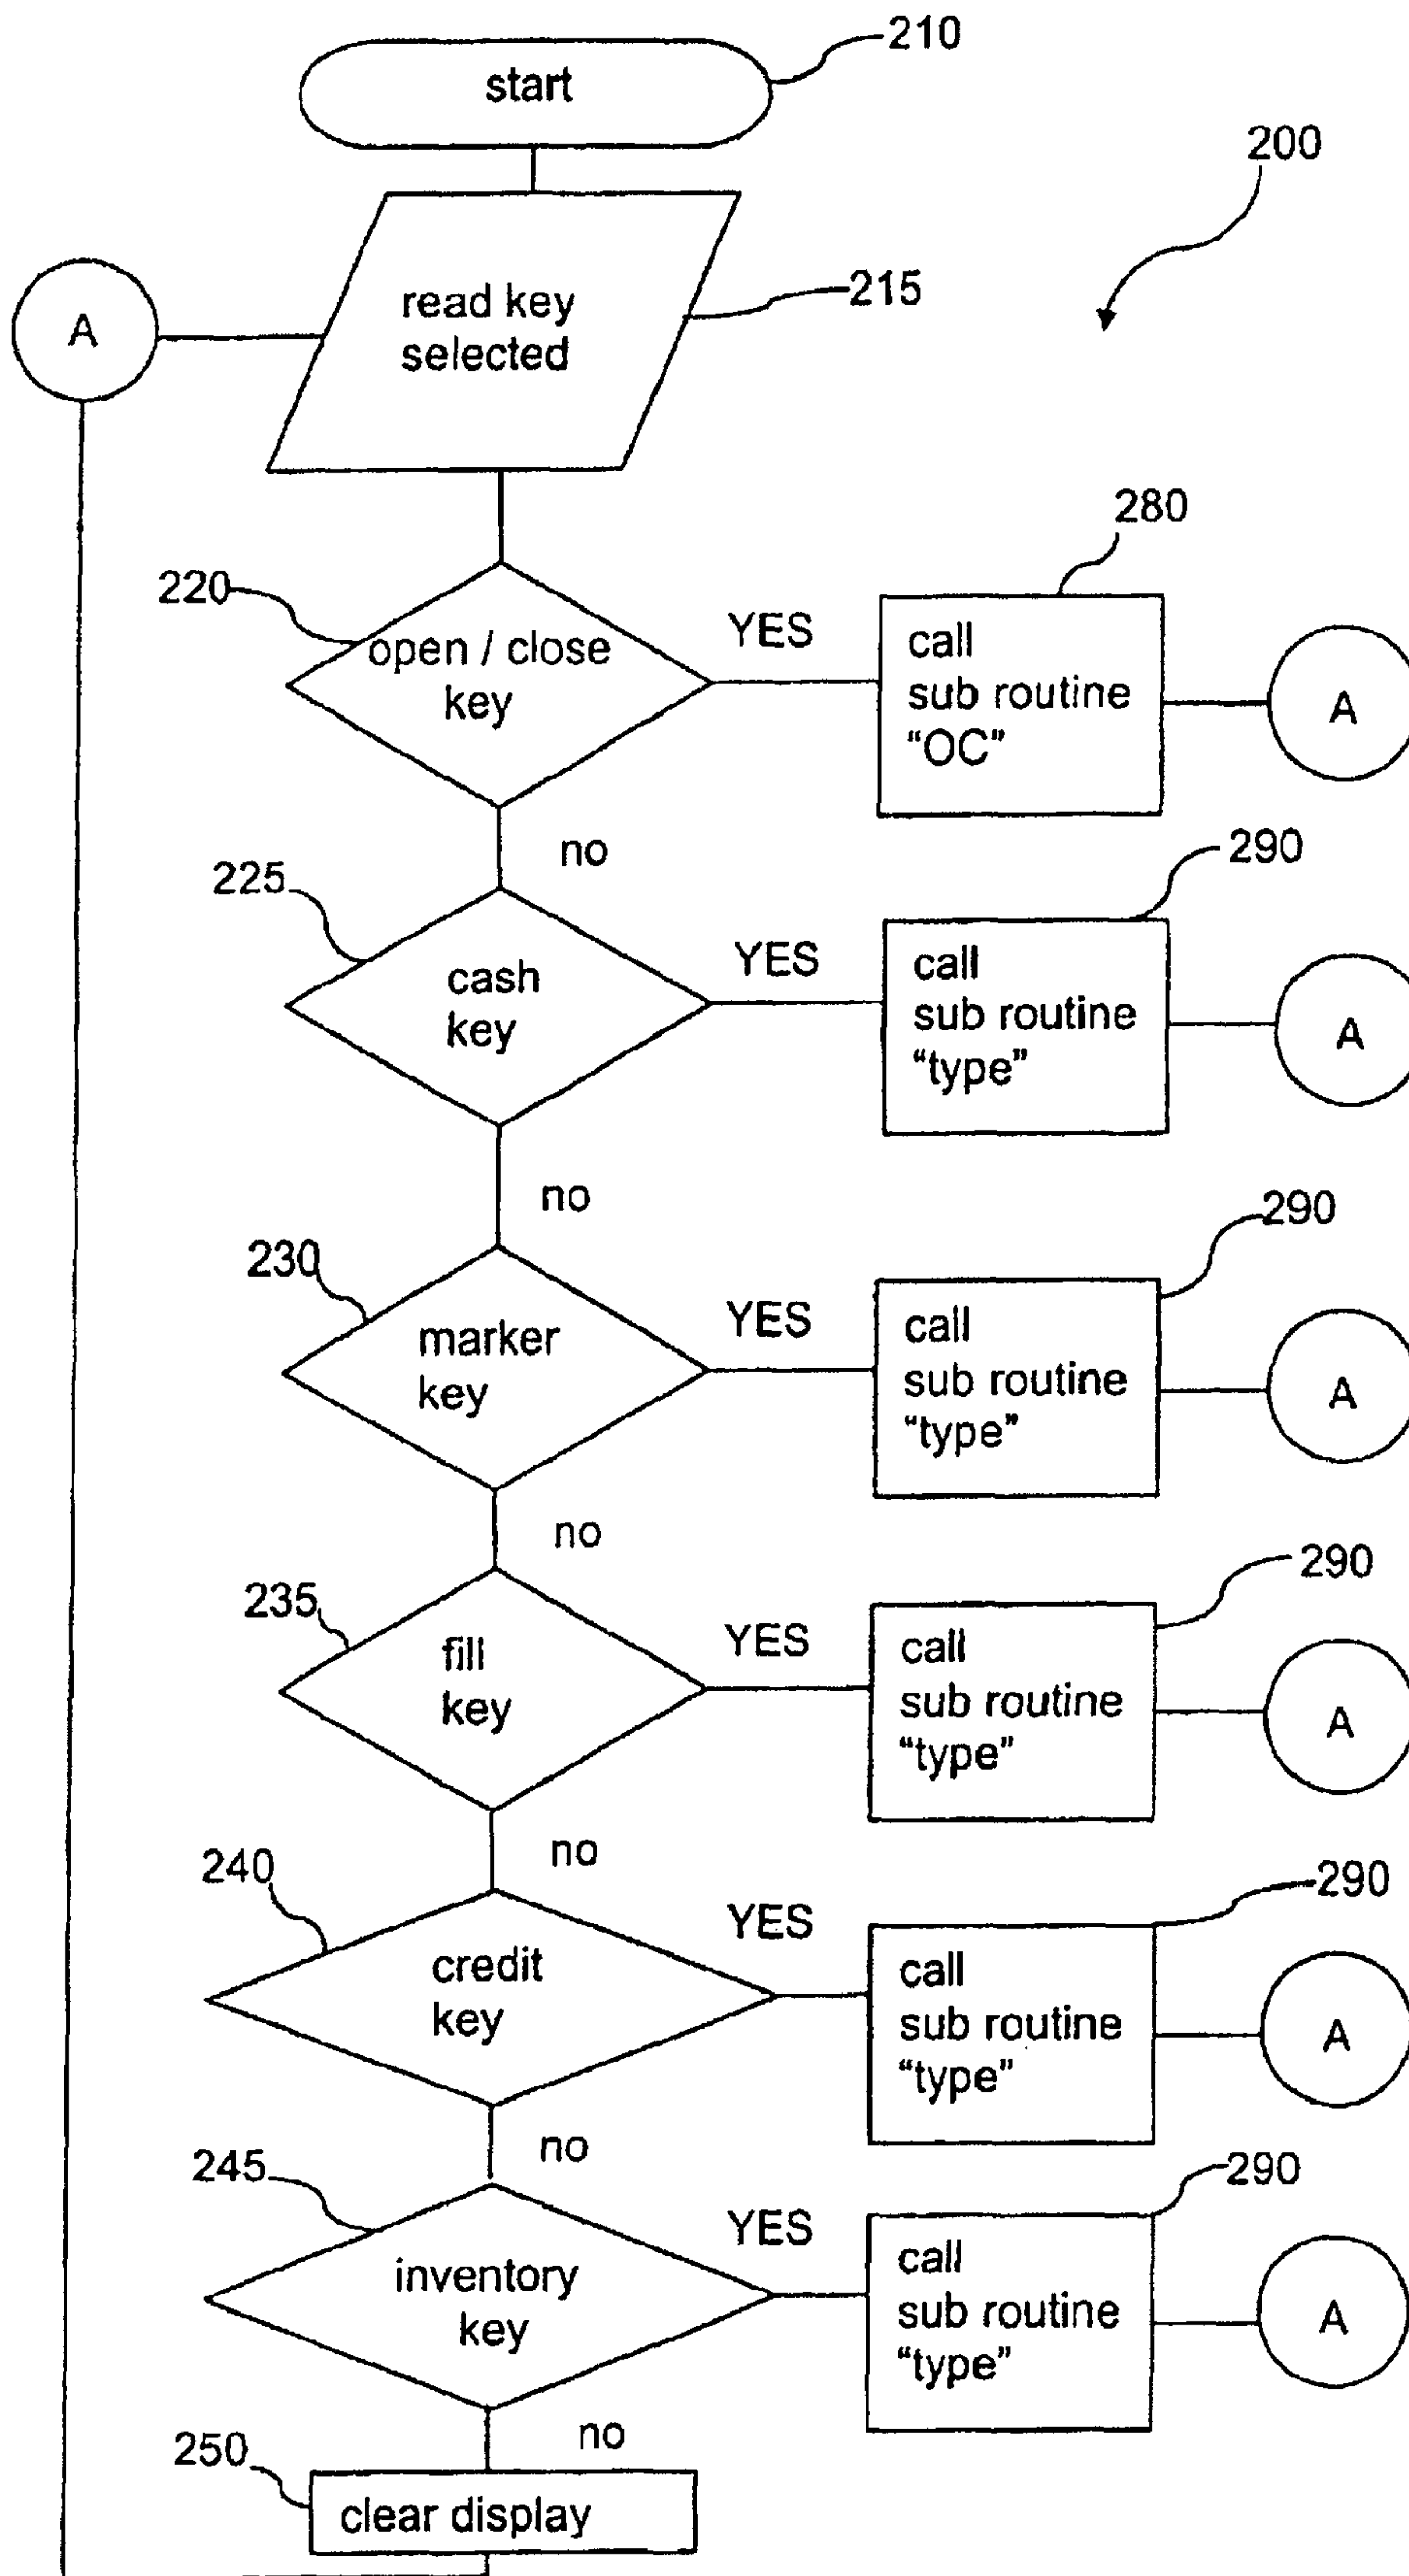 210
start
200
215
read key
selected
A
280
220
open / close
key
YES
call
sub routine
“OC”
A
no
290
225
cash
key
YES
call
sub routine
“type”
A
no
290
230
marker
key
YES
call
sub routine
“type”
A
no
290
235
fill
key
YES
call
sub routine
“type”
A
no
290
240
credit
key
YES
call
sub routine
“type”
A
no
290
245
inventory
key
YES
call
sub routine
“type”
A
no
250
clear display